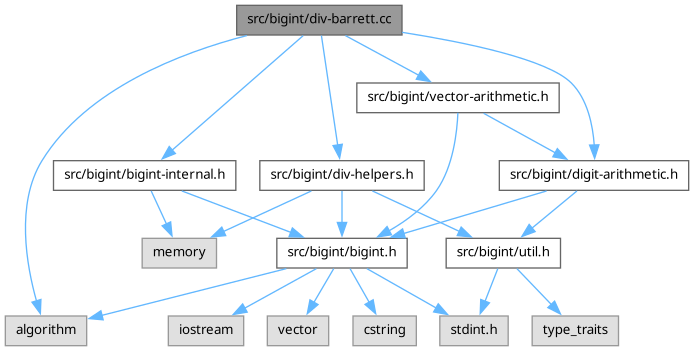 src/bigint/div-barrett.cc
src/bigint/vector-arithmetic.h
src/bigint/bigint-internal.h
src/bigint/div-helpers.h
src/bigint/digit-arithmetic.h
memory
src/bigint/bigint.h
src/bigint/util.h
algorithm
iostream
vector
cstring
stdint.h
type_traits